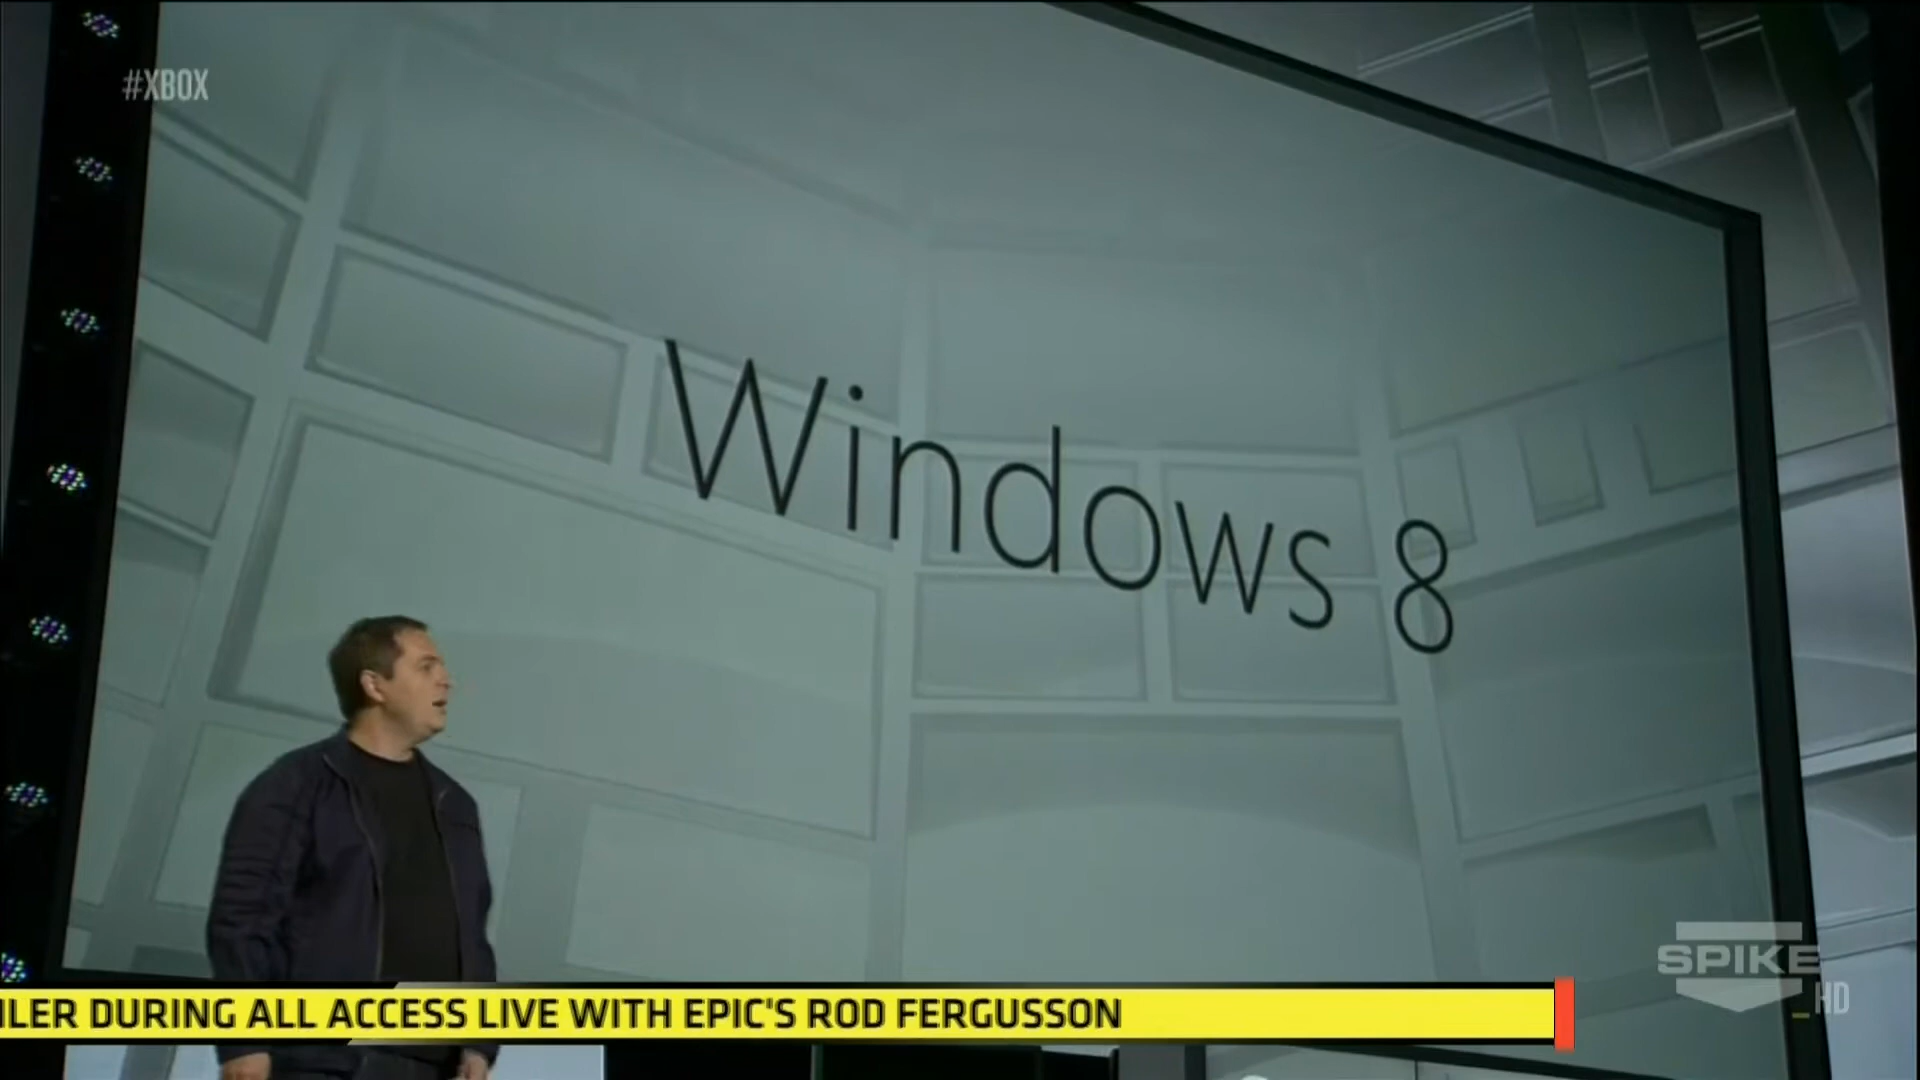 #XBOX
Windows 8
SPIKE
HD
ILER DURING ALL ACCESS LIVE WITH EPIC'S ROD FERGUSSON